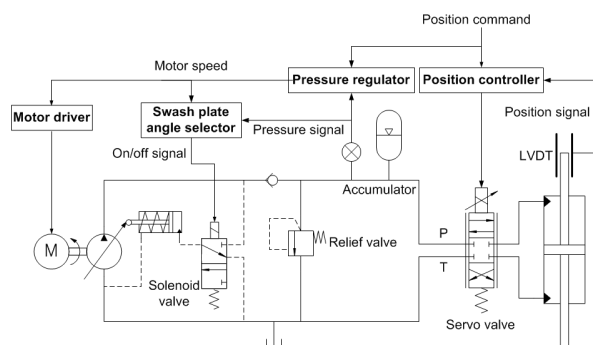 Position command
Motor speed
Pressure regulator
Position controller
Motor driver
Swash plate
angle selector
Pressure signal
Position signal
On/off signal
LVDT
Accumulator
M
P
Relief valve
T
Solenoid
valve
Servo valve